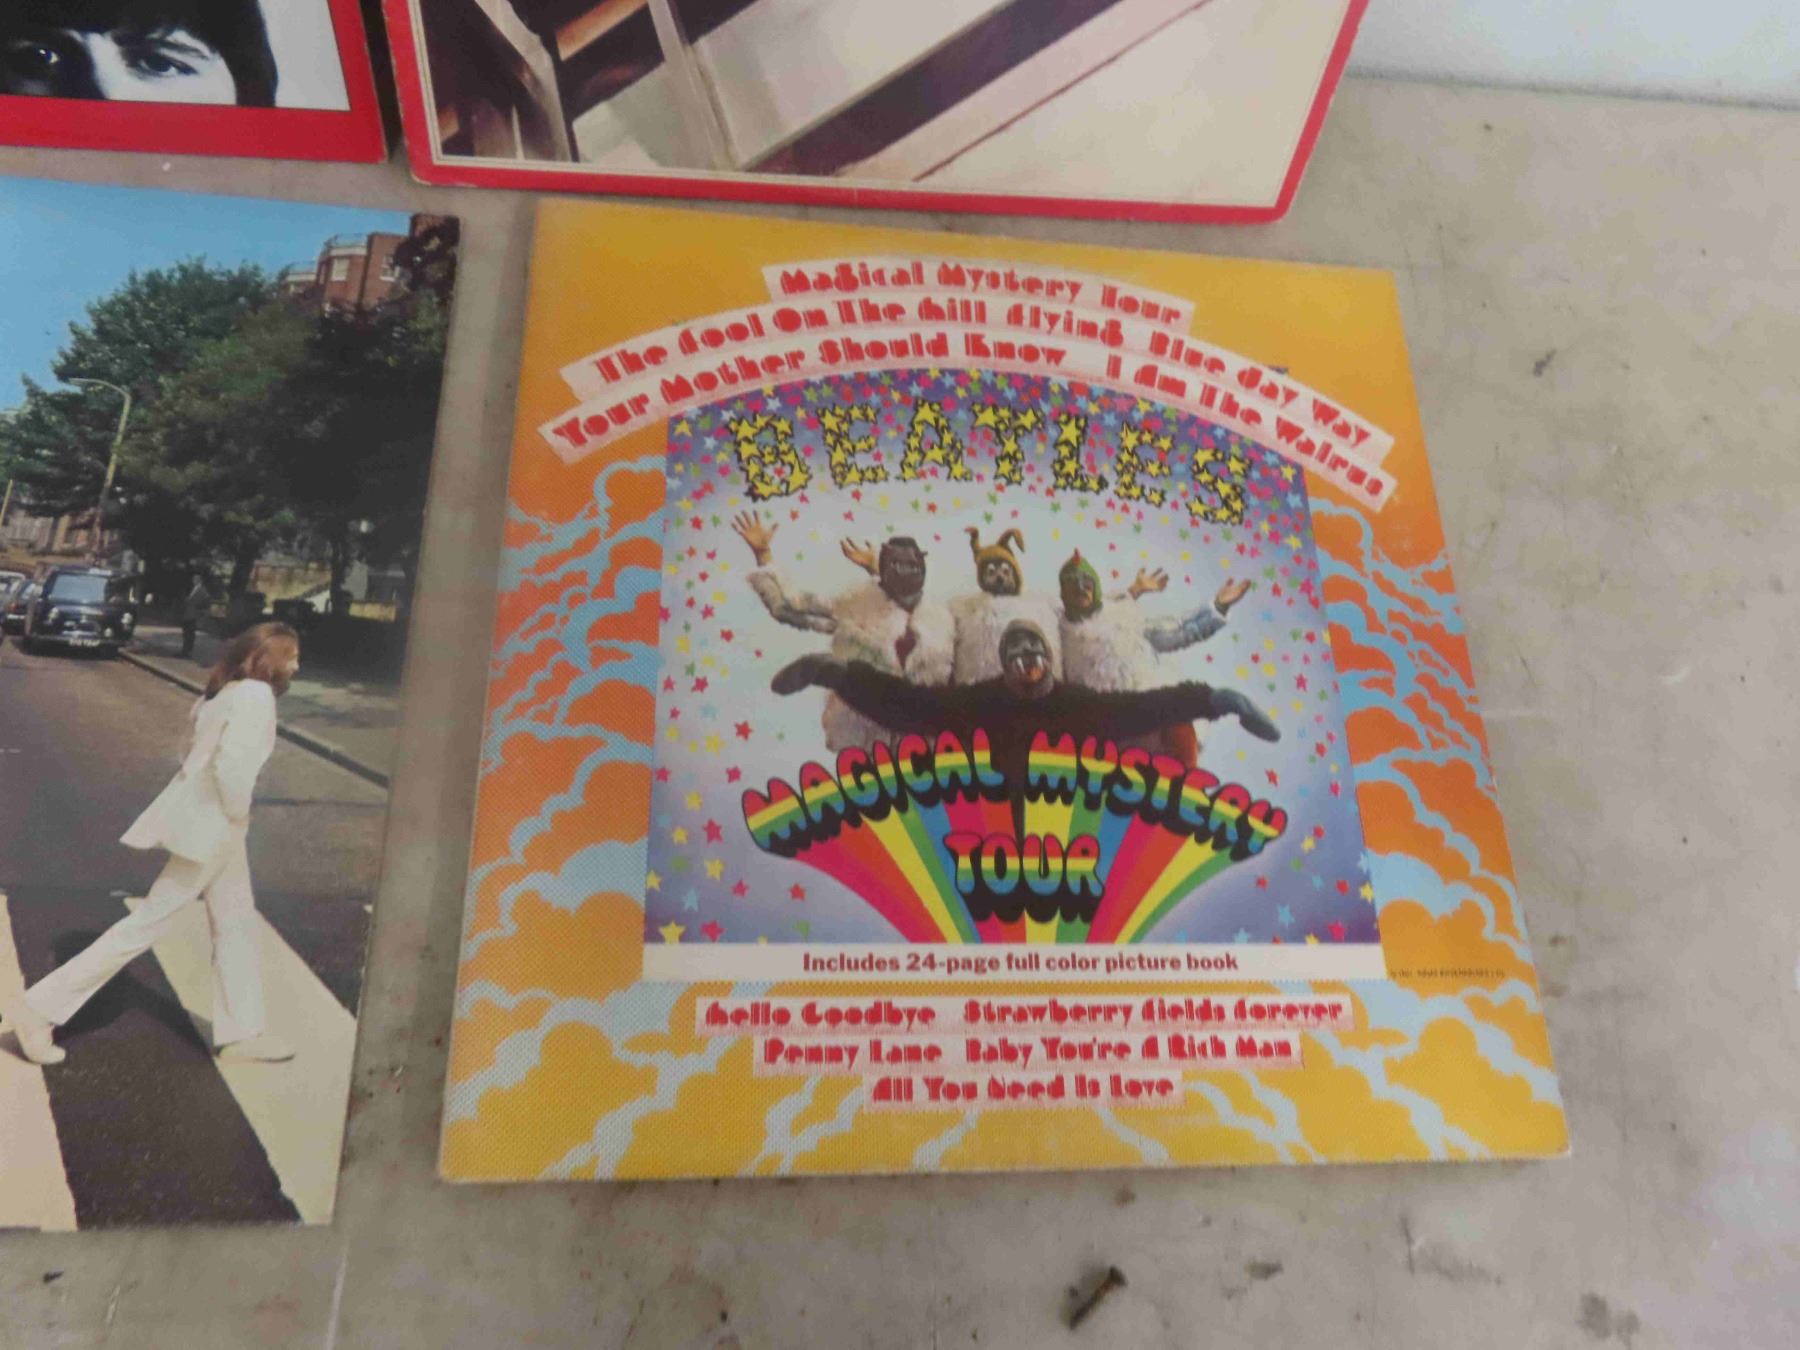 Magical Mystery Tour
The Fool On The Hill Flying Blue Jay Way
Your Mother Should Know I Am The Walrus
BEATLES
MAGICAL MYSTERY
TOUR
Includes 24-page full color picture book
Hello Goodbye Strawberry Fields Forever
Penny Lane Baby You're A Rich Man
All You Need Is Love